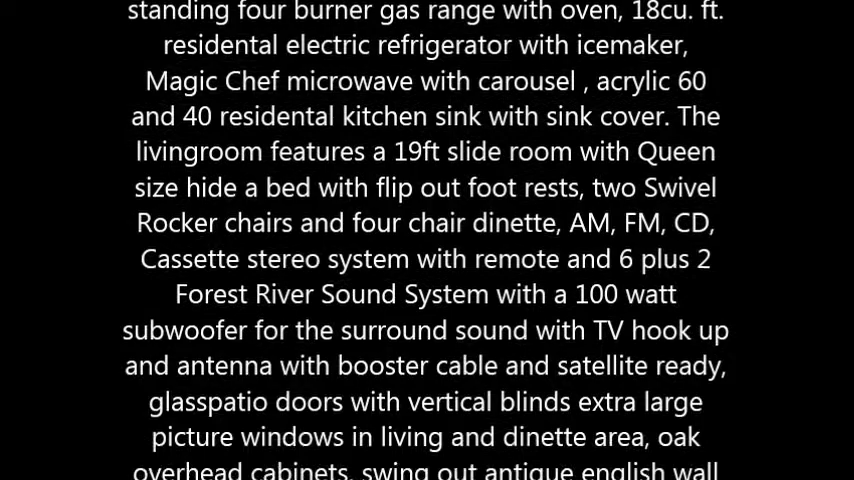 standing four burner gas range with oven, 18cu. ft.
residental electric refrigerator with icemaker,
Magic Chef microwave with carousel , acrylic 60
and 40 residental kitchen sink with sink cover. The
livingroom features a 19ft slide room with Queen
size hide a bed with flip out foot rests, two Swivel
Rocker chairs and four chair dinette, AM, FM, CD,
Cassette stereo system with remote and 6 plus 2
Forest River Sound System with a 100 watt
subwoofer for the surround sound with TV hook up
and antenna with booster cable and satellite ready,
glasspatio doors with vertical blinds extra large
picture windows in living and dinette area, oak
overhead cabinets, swing out antique english wall